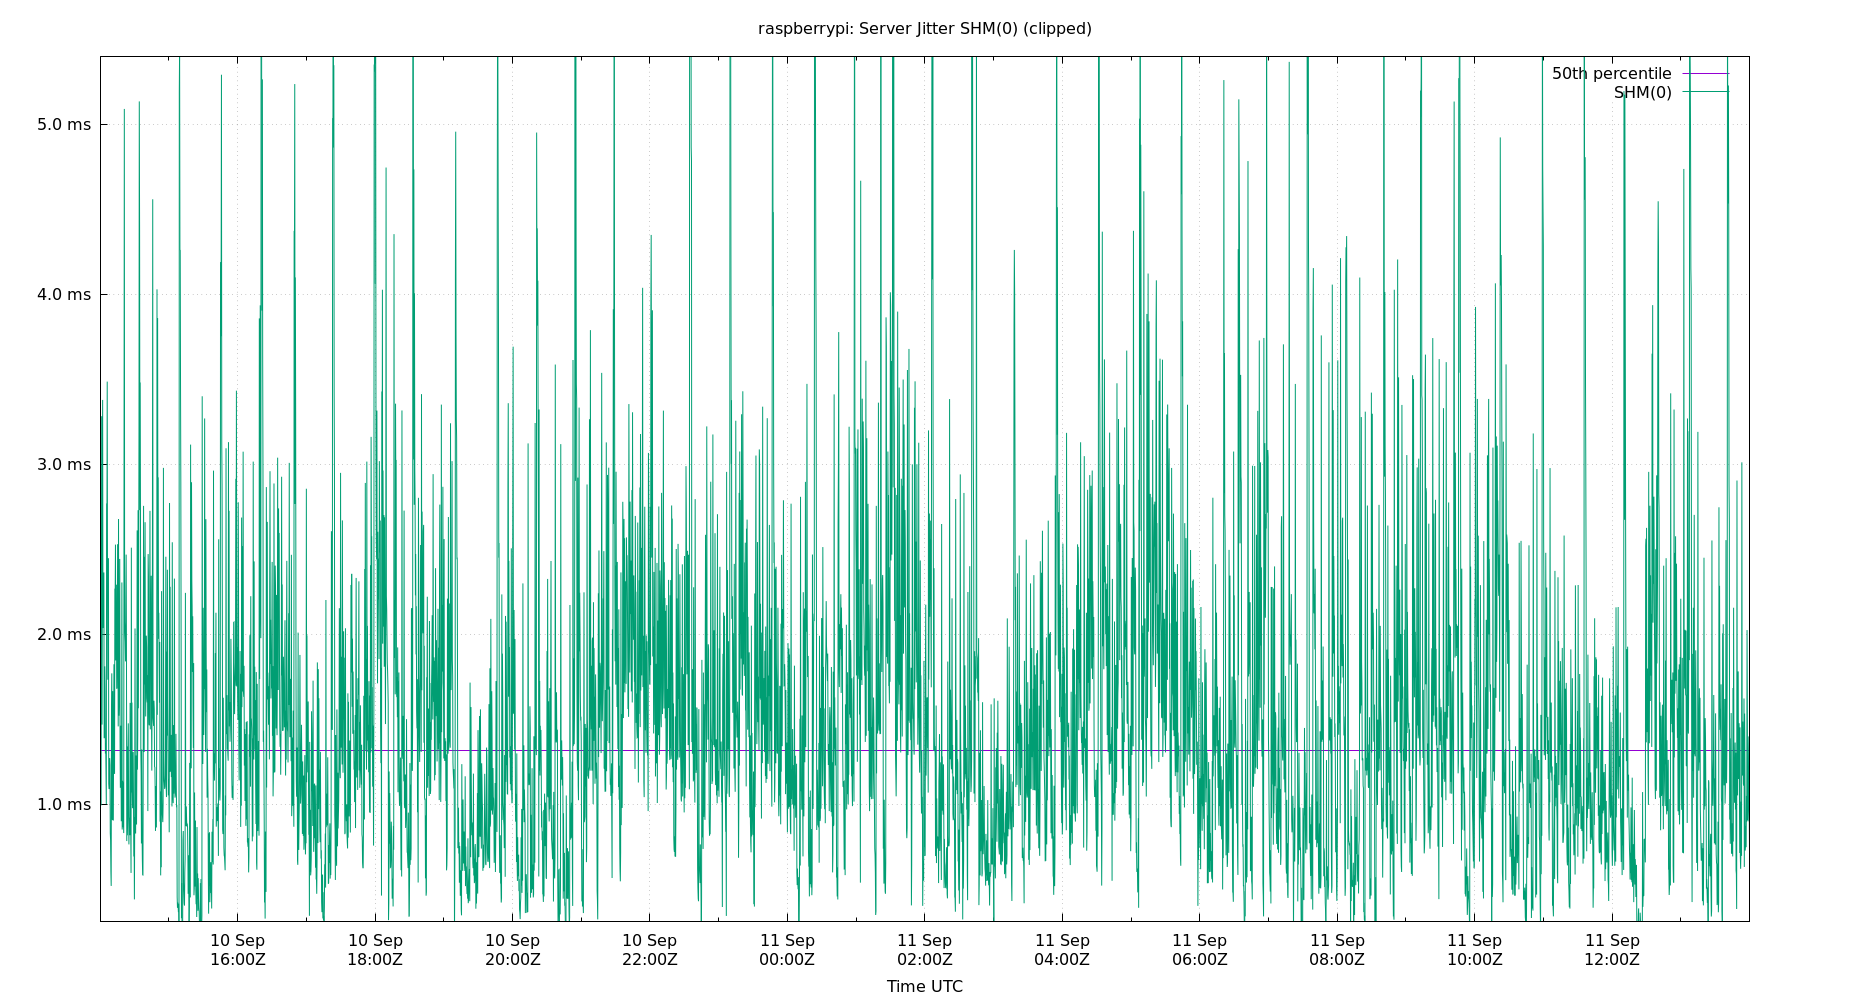 raspberrypi: Server Jitter SHM(0) (clipped)
50th percentile
SHM(0)
5.0 ms
4.0 ms
3.0 ms
2.0 ms
1.0 ms
10 Sep 10 Sep 10 Sep 10 Sep 11 Sep 11 Sep 11 Sep 11 Sep 11 Sep 11 Sep 11 Sep
16:00Z 18:00Z 20:00Z 22:00Z 00:00Z 02:00Z 04:00Z 06:00Z 08:00Z 10:00Z 12:00Z
Time UTC